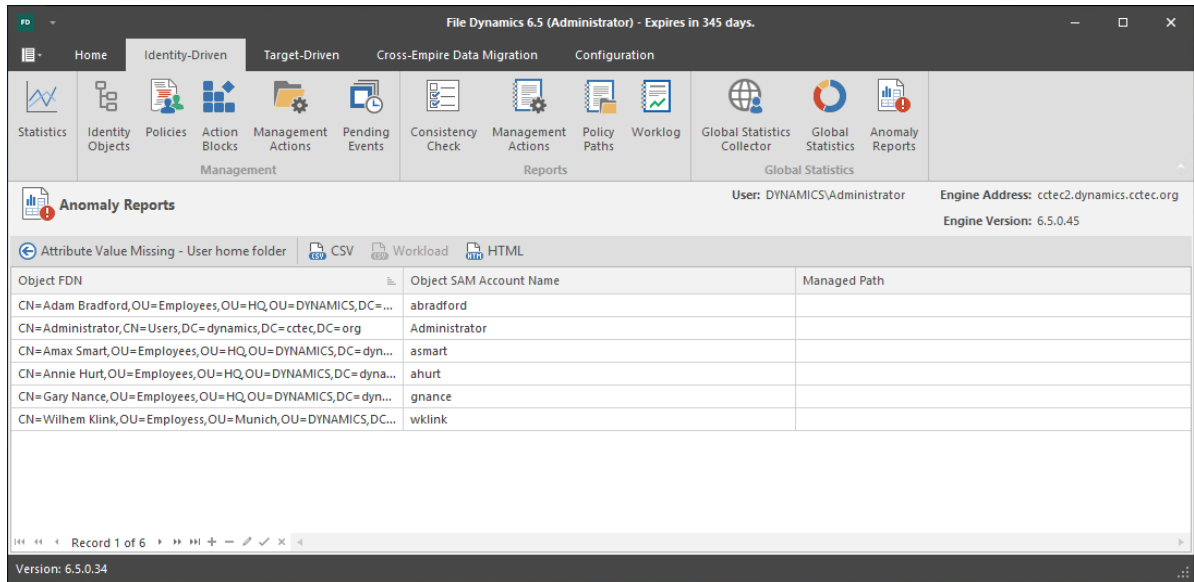 FD
File Dynamics 6.5 (Administrator) - Expires in 345 days.
Home Identity-Driven Target-Driven Cross-Empire Data Migration Configuration
Statistics
Identity Objects
Policies
Action Blocks
Management Actions
Pending Events
Management
Consistency Check
Management Actions
Policy Paths
Worklog
Reports
Global Statistics Collector
Global Statistics
Anomaly Reports
Global Statistics
Anomaly Reports
User: DYNAMICS\Administrator
Engine Address: cctec2.dynamics.cctec.org
Engine Version: 6.5.0.45
Attribute Value Missing - User home folder CSV CSV CSV Workload HTM HTML
Object FDN Object SAM Account Name Managed Path
CN=Adam Bradford,OU=Employees,OU=HQ,OU=DYNAMICS,DC=... abradford
CN=Administrator,CN=Users,DC=dynamics,DC=cctec,DC=org Administrator
CN=Amax Smart,OU=Employees,OU=HQ,OU=DYNAMICS,DC=dyn... asmart
CN=Annie Hurt,OU=Employees,OU=HQ,OU=DYNAMICS,DC=dyna... ahurt
CN=Gary Nance,OU=Employees,OU=HQ,OU=DYNAMICS,DC=dyn... gnance
CN=Wilhem Klink,OU=Employess,OU=Munich,OU=DYNAMICS,DC... wklink
Record 1 of 6
Version: 6.5.0.34